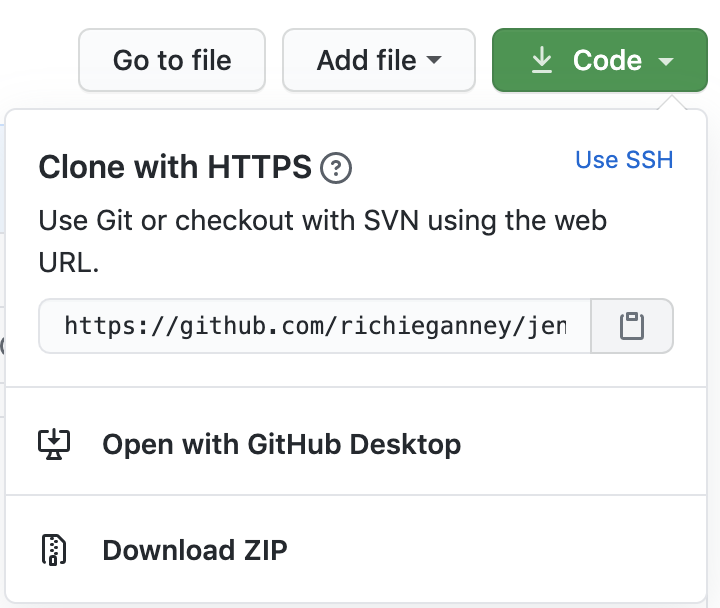 Go to file
Add file
Code
Clone with HTTPS ?
Use SSH
Use Git or checkout with SVN using the web
URL.
https://github.com/richieganney/jen
Open with GitHub Desktop
Download ZIP